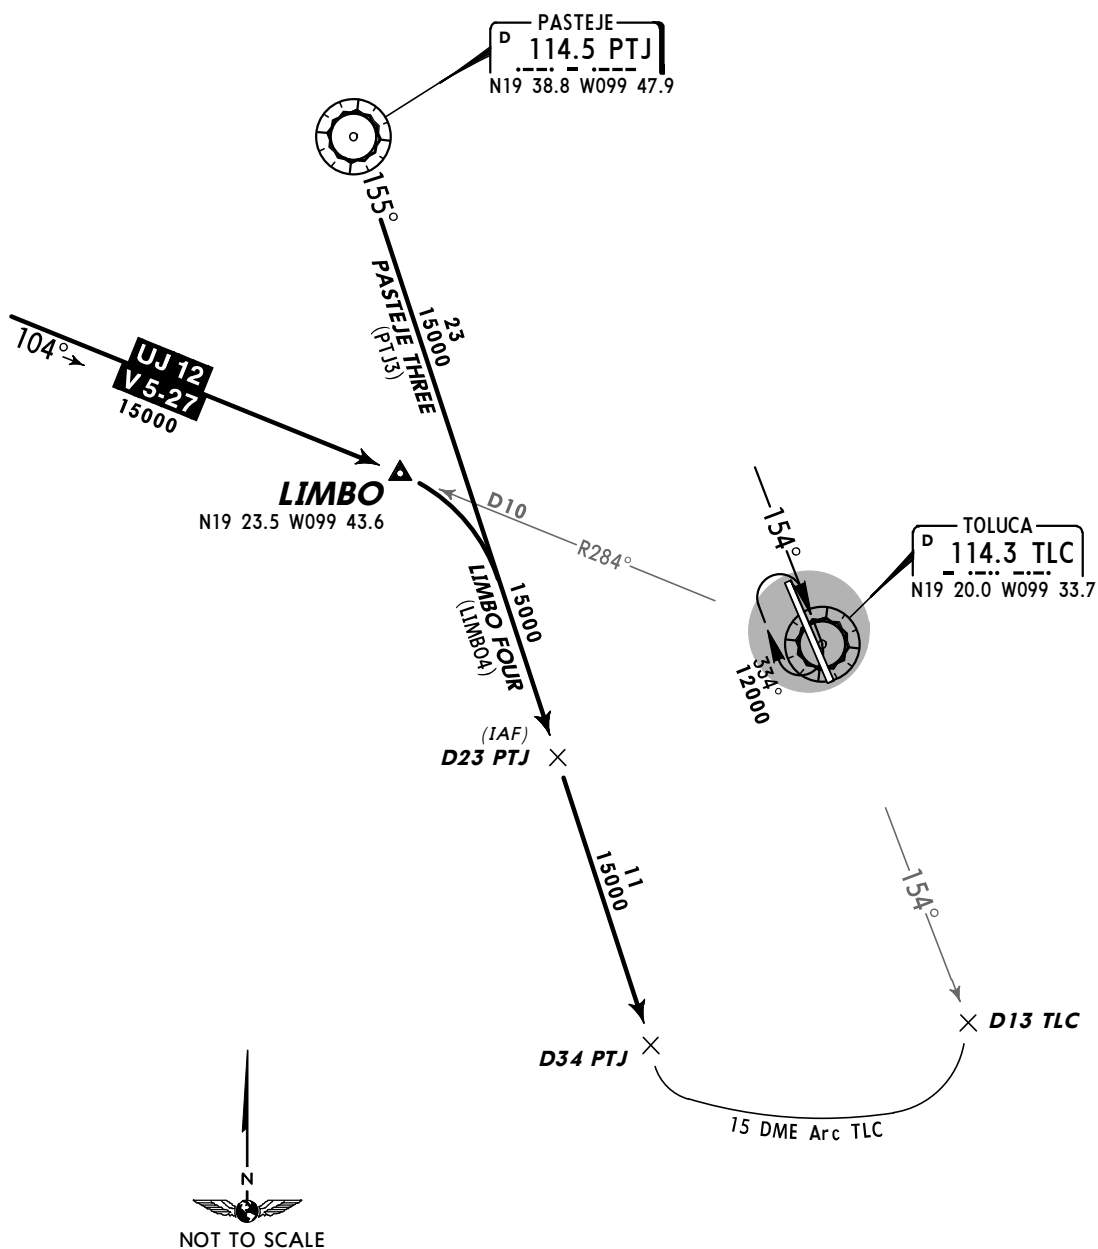 PASTEJE
D 114.5 PTJ
N19 38.8 W099 47.9
155°
PASTEJE THREE
(PTJ3)
23
15000
104°
UJ 12
V 5-27
15000
LIMBO
N19 23.5 W099 43.6
D10
R284°
154°
TOLUCA
D 114.3 TLC
N19 20.0 W099 33.7
LIMBO FOUR
(LIMBO4)
15000
334°
12000
(IAF)
D23 PTJ
11
15000
154°
D13 TLC
D34 PTJ
15 DME Arc TLC
N
NOT TO SCALE